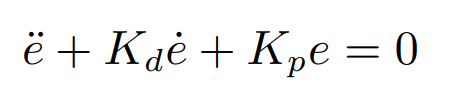 ë + K_d ė + K_p e = 0